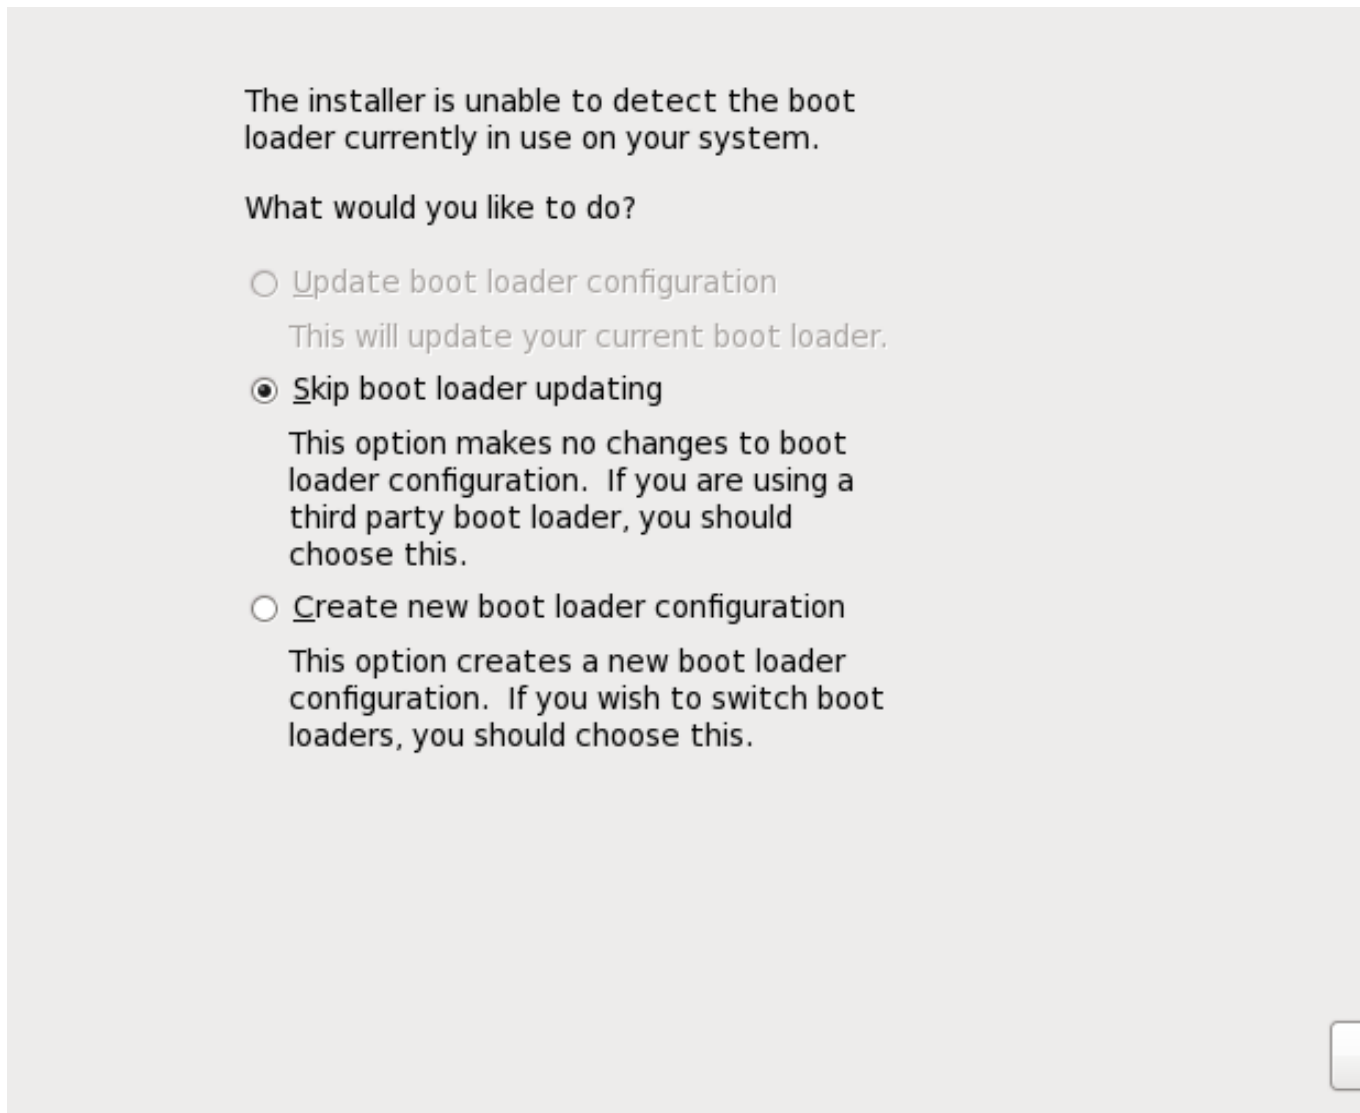 The installer is unable to detect the boot
loader currently in use on your system.
What would you like to do?
Update boot loader configuration
This will update your current boot loader.
Skip boot loader updating
This option makes no changes to boot
loader configuration.  If you are using a
third party boot loader, you should
choose this.
Create new boot loader configuration
This option creates a new boot loader
configuration.  If you wish to switch boot
loaders, you should choose this.